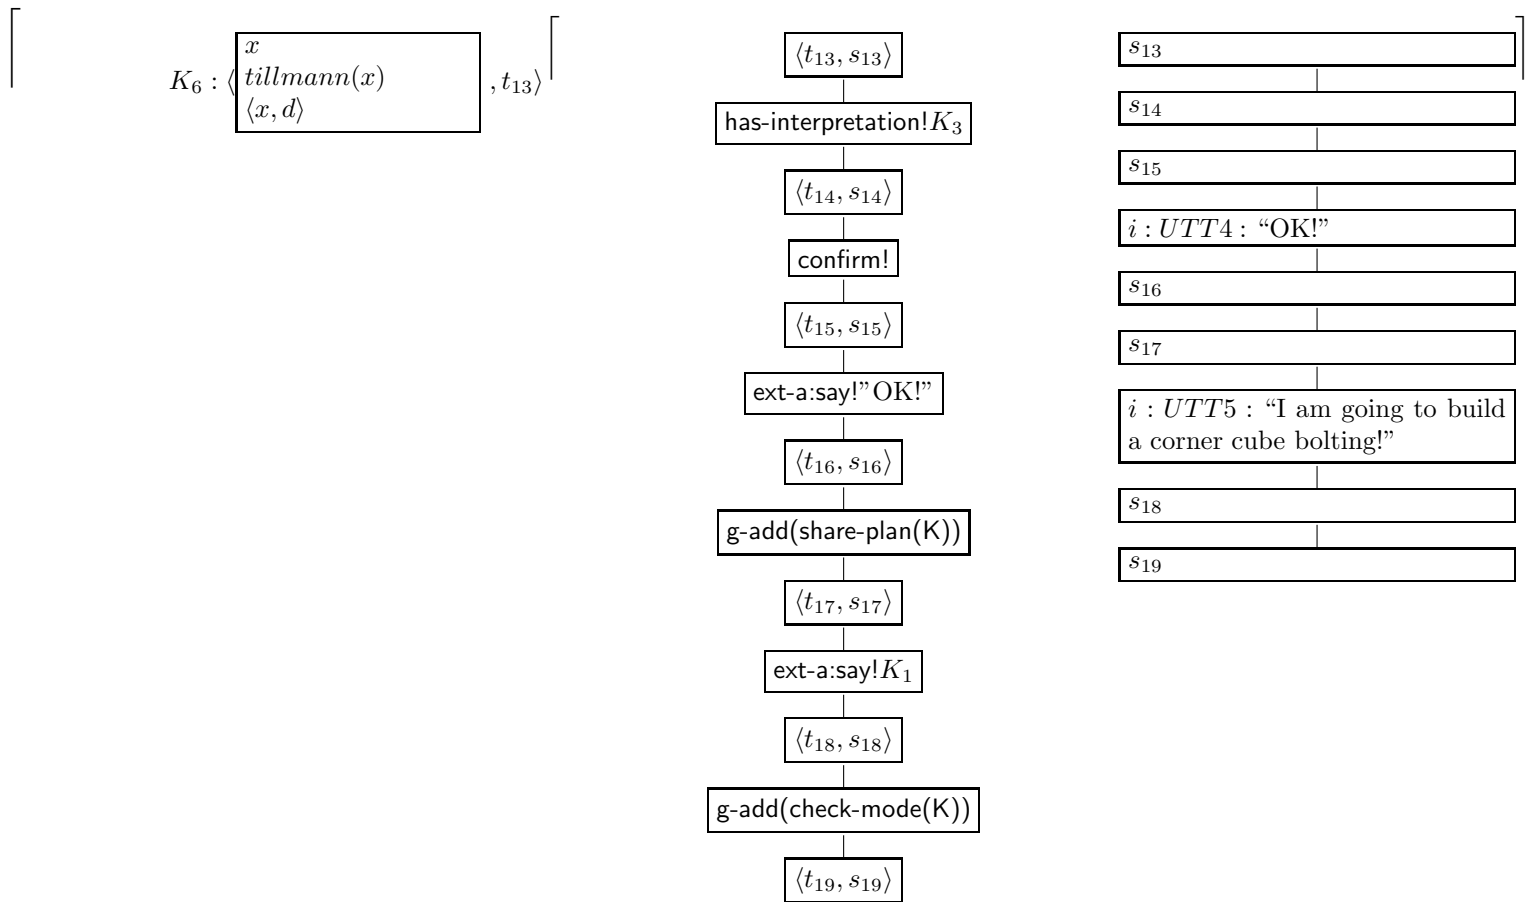 x
K₆ : ⟨ tillmann(x) , t₁₃⟩
⟨x, d⟩
⟨t₁₃, s₁₃⟩
has-interpretation!K₃
⟨t₁₄, s₁₄⟩
confirm!
⟨t₁₅, s₁₅⟩
ext-a:say!”OK!”
⟨t₁₆, s₁₆⟩
g-add(share-plan(K))
⟨t₁₇, s₁₇⟩
ext-a:say!K₁
⟨t₁₈, s₁₈⟩
g-add(check-mode(K))
⟨t₁₉, s₁₉⟩
s₁₃
s₁₄
s₁₅
i : UTT4 : “OK!”
s₁₆
s₁₇
i : UTT5 : “I am going to build
a corner cube bolting!”
s₁₈
s₁₉